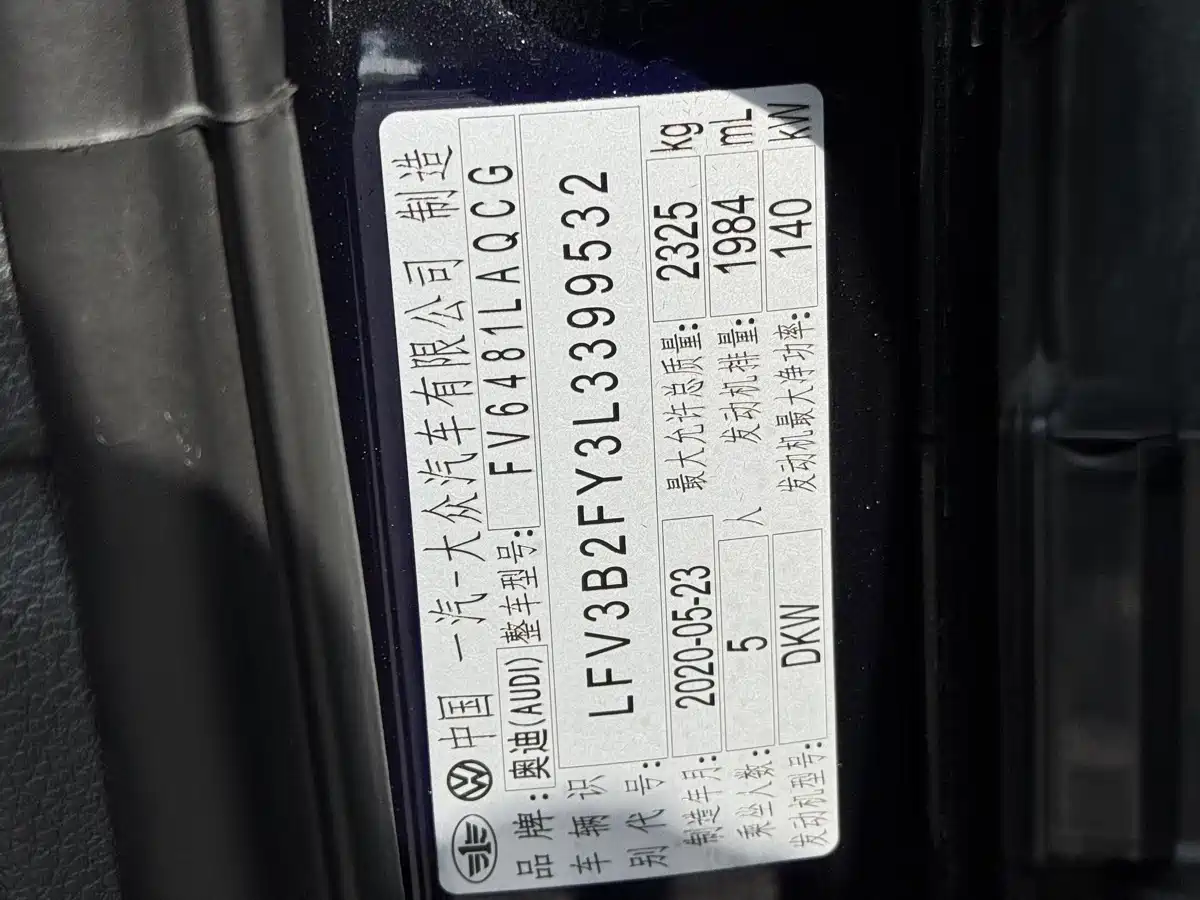 中国 一汽-大众汽车有限公司 制造
品牌:奥迪(AUDI) 整车型号:FV6481LAQCG
车辆识别代号:LFV3B2FY3L3399532
制造年月:2020-05-23 最大允许总质量:2325 kg
乘坐人数:5 人 发动机排量:1984 mL
发动机型号:DKW 发动机最大净功率:140 kW